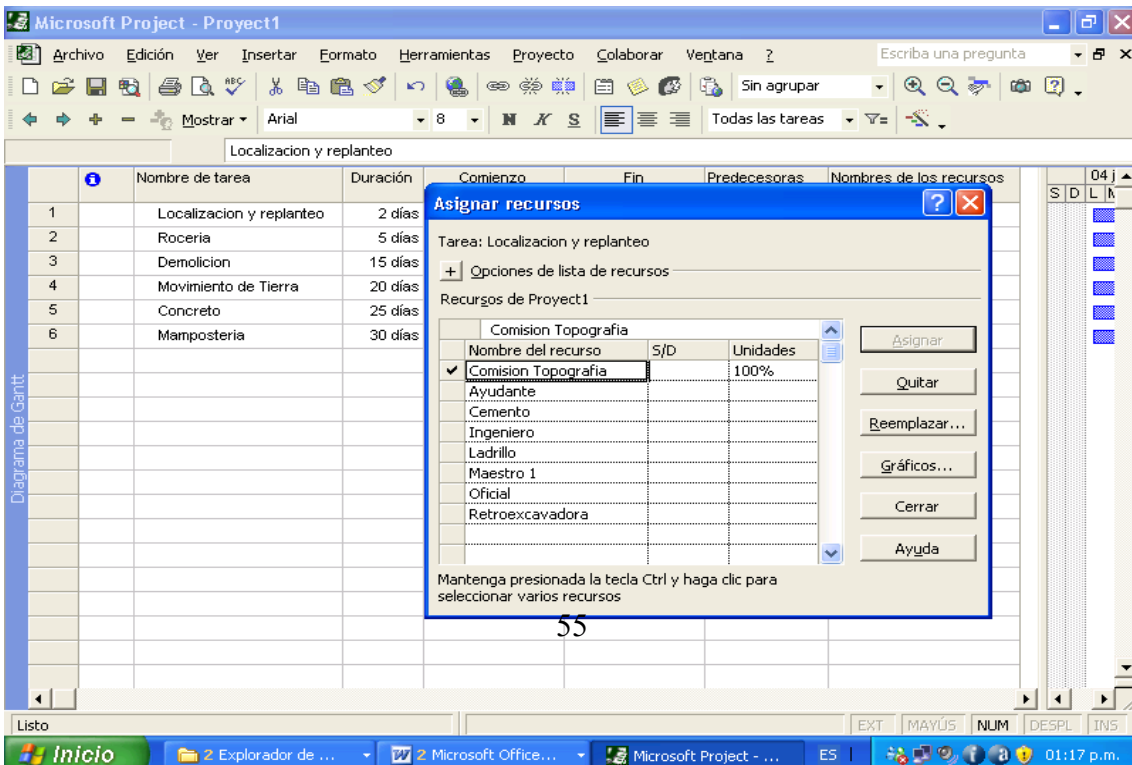 Microsoft Project - Proyect1
Archivo Edición Ver Insertar Formato Herramientas Proyecto Colaborar Ventana ? Escriba una pregunta
ABC Sin agrupar
Mostrar Arial 8 N K S Todas las tareas
Localizacion y replanteo
Nombre de tarea Duración Comienzo Fin Predecesoras Nombres de los recursos 04 j
S D L
1 Localizacion y replanteo 2 días
2 Roceria 5 días
3 Demolicion 15 días
4 Movimiento de Tierra 20 días
5 Concreto 25 días
6 Mamposteria 30 días
Diagrama de Gantt
Asignar recursos
Tarea: Localizacion y replanteo
+ Opciones de lista de recursos
Recursos de Proyect1
Comision Topografia
Nombre del recurso S/D Unidades
Comision Topografia 100%
Ayudante
Cemento
Ingeniero
Ladrillo
Maestro 1
Oficial
Retroexcavadora
Asignar
Quitar
Reemplazar...
Gráficos...
Cerrar
Ayuda
Mantenga presionada la tecla Ctrl y haga clic para
seleccionar varios recursos
55
Listo EXT MAYÚS NUM DESPL INS
Inicio 2 Explorador de ... 2 Microsoft Office... Microsoft Project - ... ES 01:17 p.m.